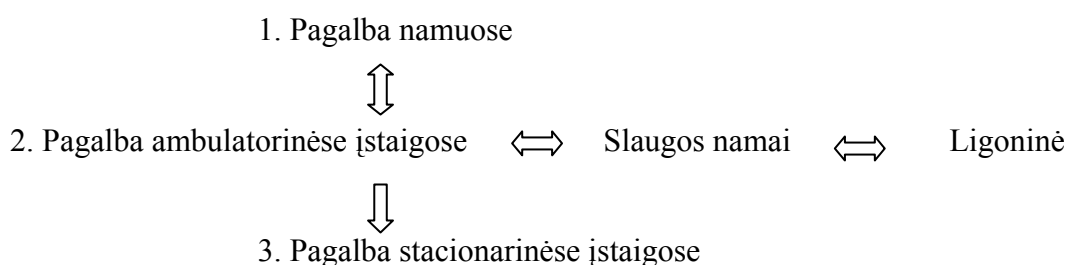 1. Pagalba namuose
2. Pagalba ambulatorinėse įstaigose Slaugos namai Ligoninė
3. Pagalba stacionarinėse įstaigose